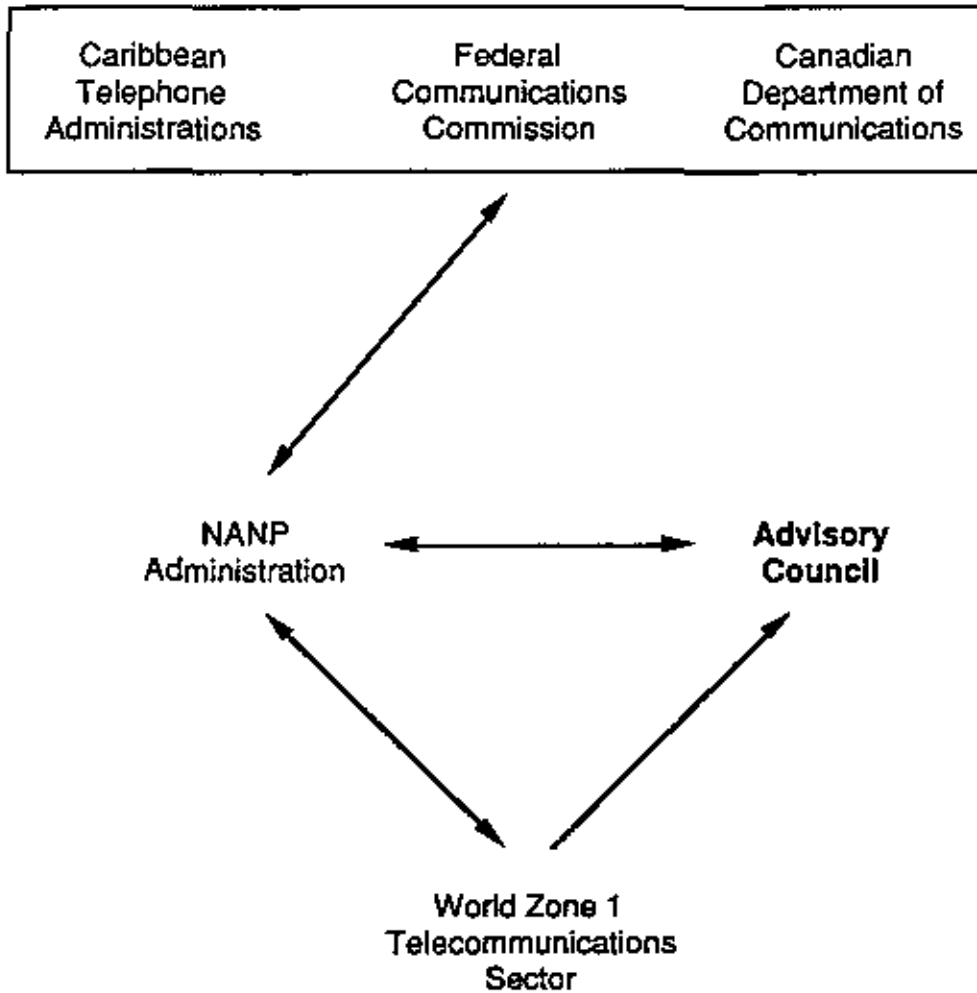 Caribbean
Telephone
Administrations
Federal
Communications
Commission
Canadian
Department of
Communications
NANP
Administration
Advisory
Council
World Zone 1
Telecommunications
Sector